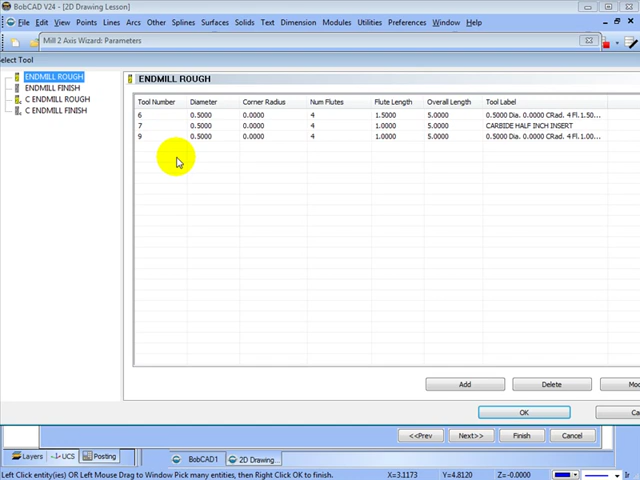 BobCAD V24 - [2D Drawing Lesson]
File Edit View Points Lines Arcs Other Splines Surfaces Solids Text Dimension Modules Utilities Preferences Window Help
Mill 2 Axis Wizard: Parameters
elect Tool
ENDMILL ROUGH
ENDMILL FINISH
C ENDMILL ROUGH
C ENDMILL FINISH
ENDMILL ROUGH
Tool Number Diameter Corner Radius Num Flutes Flute Length Overall Length Tool Label
6 0.5000 0.0000 4 1.5000 5.0000 0.5000 Dia. 0.0000 CRad. 4 Fl.1.50...
7 0.5000 0.0000 4 1.0000 5.0000 CARBIDE HALF INCH INSERT
9 0.5000 0.0000 4 1.0000 5.0000 0.5000 Dia. 0.0000 CRad. 4 Fl.1.00...
Add Delete Mod
OK Ca
<<Prev Next>> Finish Cancel
Layers UCS Posting BobCAD1 2D Drawing...
Left Click entity(ies) OR Left Mouse Drag to Window Pick many entities, then Right Click OK to finish. X=3.1173 Y=4.8120 Z=-0.0000 Ir